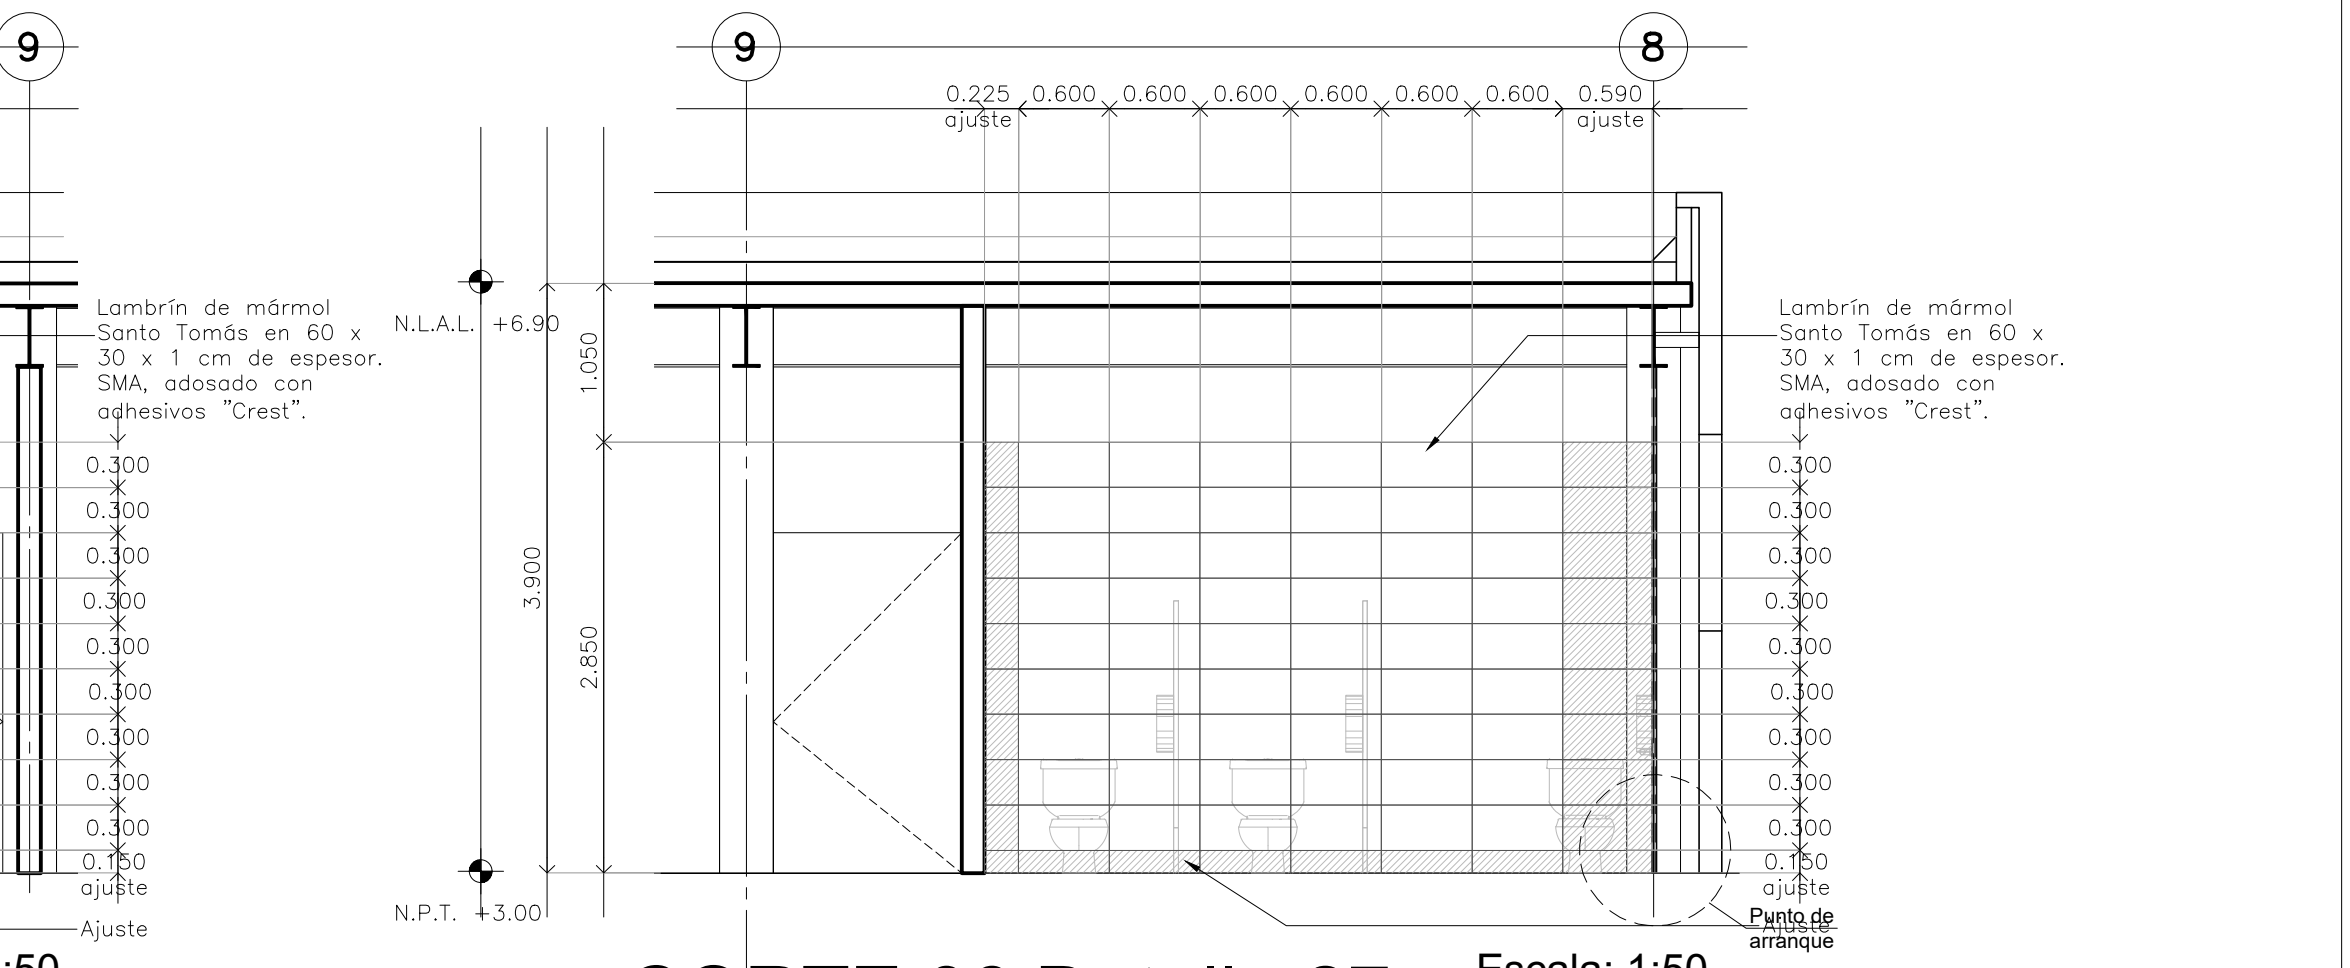 9
9
8
0.225 0.600 0.600 0.600 0.600 0.600 0.600 0.590
ajuste
ajuste
Lambrín de mármol
Santo Tomás en 60 x
30 x 1 cm de espesor.
SMA, adosado con
adhesivos "Crest".
N.L.A.L. +6.90
1.050
3.900
2.850
Lambrín de mármol
Santo Tomás en 60 x
30 x 1 cm de espesor.
SMA, adosado con
adhesivos "Crest".
0.300
0.300
0.300
0.300
0.300
0.300
0.300
0.300
0.300
0.150
ajuste
Ajuste
0.300
0.300
0.300
0.300
0.300
0.300
0.300
0.300
0.300
0.150
ajuste
N.P.T. +3.00
Punto de
Ajuste
arranque
:50
Escala: 1:50